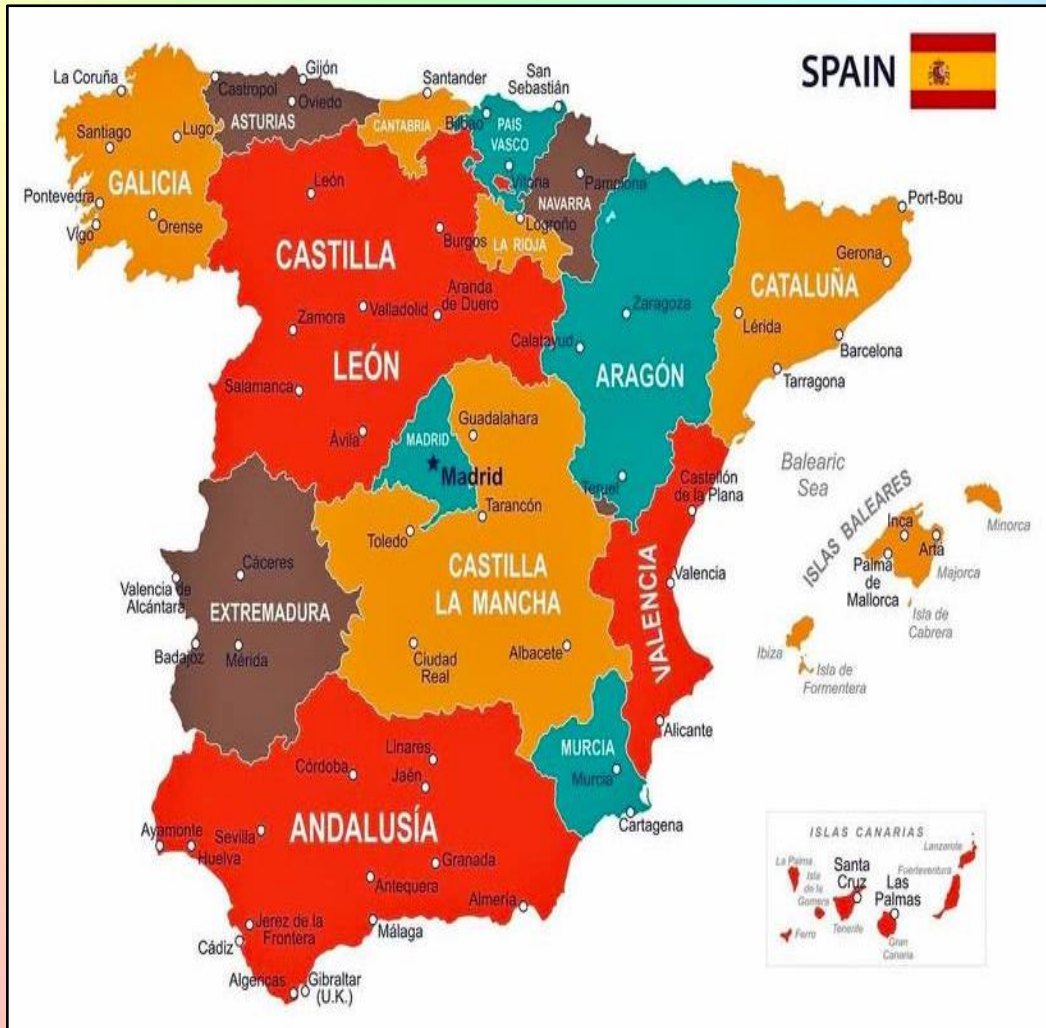 SPAIN
La Coruña
Castropol
Gijón
Oviedo
ASTURIAS
Santander
CANTABRIA
Bilbao
San
Sebastián
PAIS
VASCO
Vitoria
Santiago
Lugo
GALICIA
Pontevedra
Vigo
Orense
León
CASTILLA
Burgos
Logroño
LA RIOJA
Pamplona
NAVARRA
Port-Bou
Gerona
CATALUÑA
Lérida
Barcelona
Tarragona
Zamora
Valladolid
Aranda
de Duero
LEÓN
Salamanca
Ávila
Zaragoza
Calatayud
ARAGÓN
Teruel
Guadalahara
MADRID
Madrid
Tarancón
Toledo
CASTILLA
LA MANCHA
Ciudad
Real
Albacete
Castellón
de la Plana
Valencia
VALENCIA
Alicante
Balearic
Sea
ISLAS BALEARES
Minorca
Inca
Artá
Palma
de
Mallorca
Majorca
Isla de
Cabrera
Ibiza
Isla de
Formentera
Cáceres
Valencia de
Alcántara
EXTREMADURA
Badajoz
Mérida
MURCIA
Murcia
Cartagena
Linares
Córdoba
Jaén
ANDALUSÍA
Ayamonte
Sevilla
Huelva
Granada
Antequera
Almería
Jerez de la
Frontera
Málaga
Cádiz
Algericas
Gibraltar
(U.K.)
ISLAS CANARIAS
La Palma
Isla
de la
Gomera
Santa
Cruz
Las
Palmas
Lanzarote
Fuerteventura
Ferro
Tenerife
Gran
Canaria